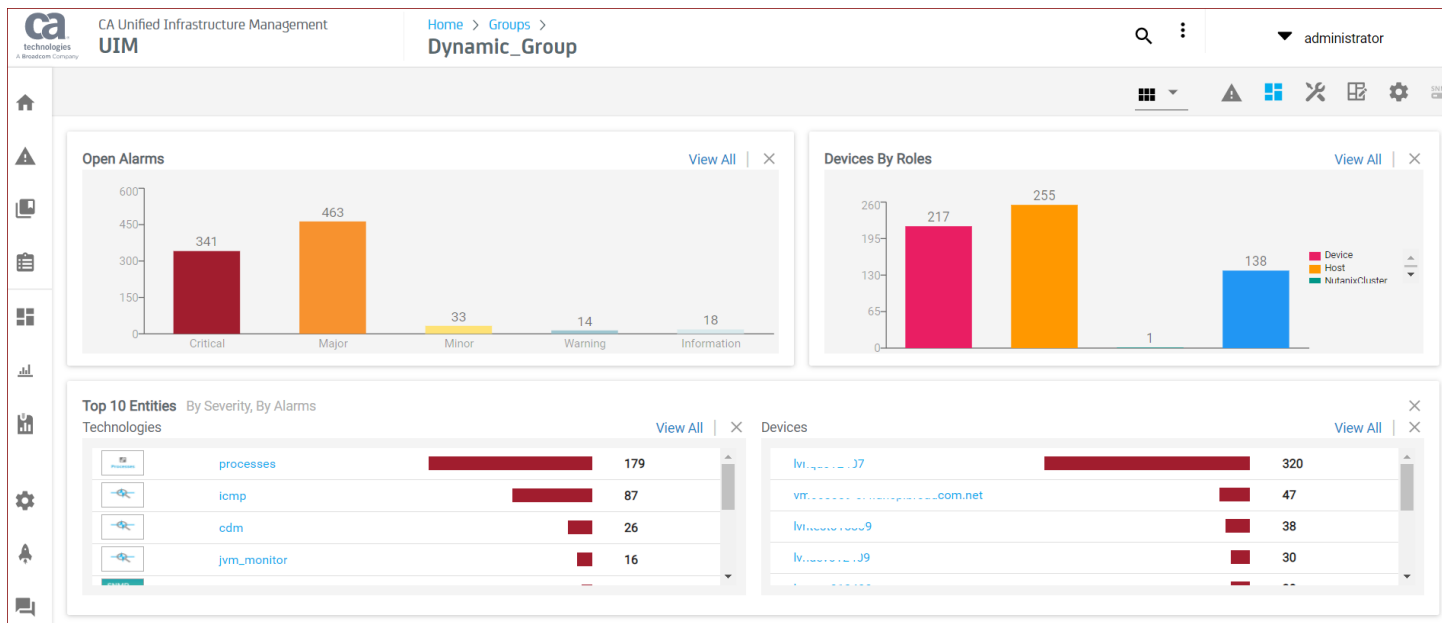 ca
technologies
A Broadcom Company
CA Unified Infrastructure Management
UIM
Home > Groups >
Dynamic_Group
administrator
Open Alarms
View All
600
450
300
150
0
341
463
33
14
18
Critical
Major
Minor
Warning
Information
Devices By Roles
View All
260
195
130
65
0
217
255
1
138
Device
Host
NutanixCluster
Top 10 Entities By Severity, By Alarms
Technologies
View All
Processes
processes
179
icmp
87
cdm
26
jvm_monitor
16
Devices
View All
320
47
38
30